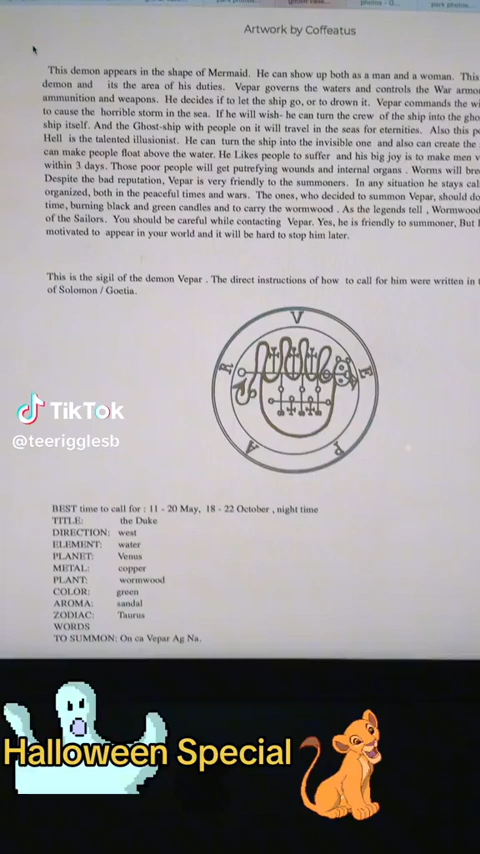 Artwork by Coffeatus
This demon appears in the shape of Mermaid. He can show up both as a man and a woman. This
demon and its the area of his duties. Vepar governs the waters and controls the War armo
ammunition and weapons. He decides if to let the ship go, or to drown it. Vepar commands the wi
to cause the horrible storm in the sea. If he will wish- he can turn the crew of the ship into the gho
ship itself. And the Ghost-ship with people on it will travel in the seas for eternities. Also this p
Hell is the talented illusionist. He can turn the ship into the invisible one and also can create the
can make people float above the water. He Likes people to suffer and his big joy is to make men v
within 3 days. Those poor people will get putrefying wounds and internal organs . Worms will bre
Despite the bad reputation, Vepar is very friendly to the summoners. In any situation he stays cal
organized, both in the peaceful times and wars. The ones, who decided to summon Vepar, should do
time, burning black and green candles and to carry the wormwood . As the legends tell , Wormwood
of the Sailors. You should be careful while contacting Vepar. Yes, he is friendly to summoner, But
motivated to appear in your world and it will be hard to stop him later.
This is the sigil of the demon Vepar . The direct instructions of how to call for him were written in
of Solomon / Goetia.
V E P A R
TikTok
@teerigglesb
BEST time to call for : 11 - 20 May, 18 - 22 October , night time
TITLE: the Duke
DIRECTION: west
ELEMENT: water
PLANET: Venus
METAL: copper
PLANT: wormwood
COLOR: green
AROMA: sandal
ZODIAC: Taurus
WORDS
TO SUMMON: On ca Vepar Ag Na.
Halloween Special